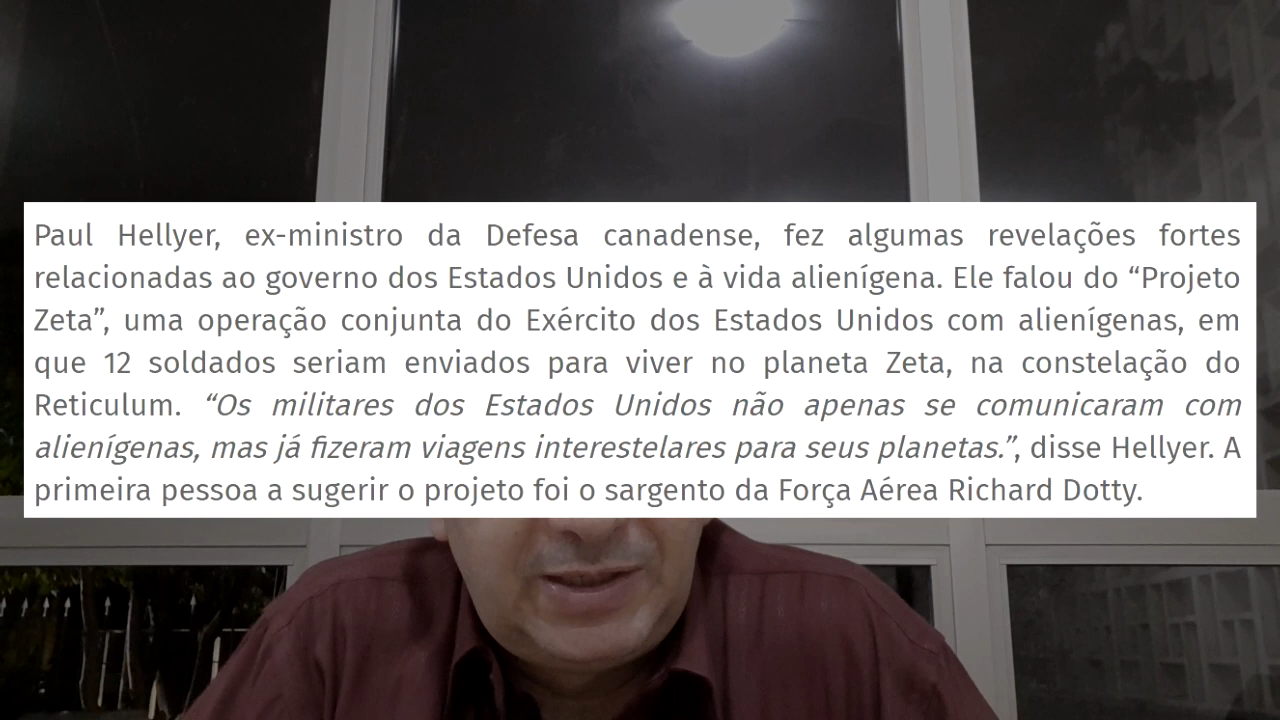 Paul Hellyer, ex-ministro da Defesa canadense, fez algumas revelações fortes
relacionadas ao governo dos Estados Unidos e à vida alienígena. Ele falou do “Projeto
Zeta”, uma operação conjunta do Exército dos Estados Unidos com alienígenas, em
que 12 soldados seriam enviados para viver no planeta Zeta, na constelação do
Reticulum. “Os militares dos Estados Unidos não apenas se comunicaram com
alienígenas, mas já fizeram viagens interestelares para seus planetas.”, disse Hellyer. A
primeira pessoa a sugerir o projeto foi o sargento da Força Aérea Richard Dotty.